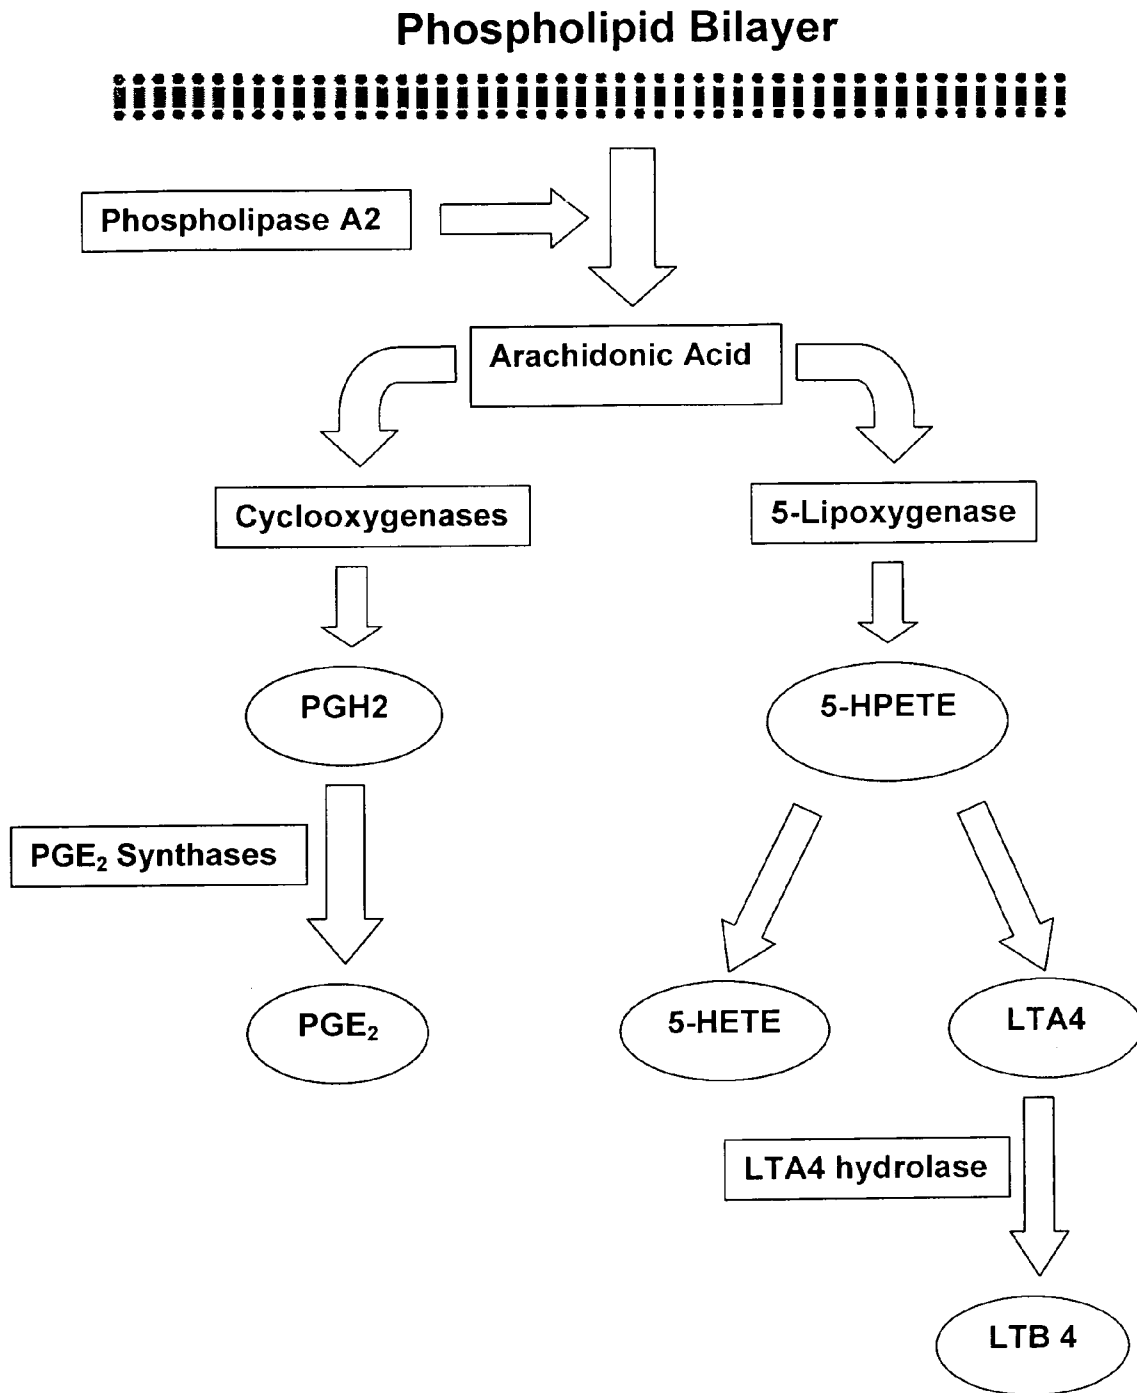 Phospholipid Bilayer
Phospholipase A2
Arachidonic Acid
Cyclooxygenases
5-Lipoxygenase
PGH2
5-HPETE
PGE₂ Synthases
PGE₂
5-HETE
LTA4
LTA4 hydrolase
LTB 4